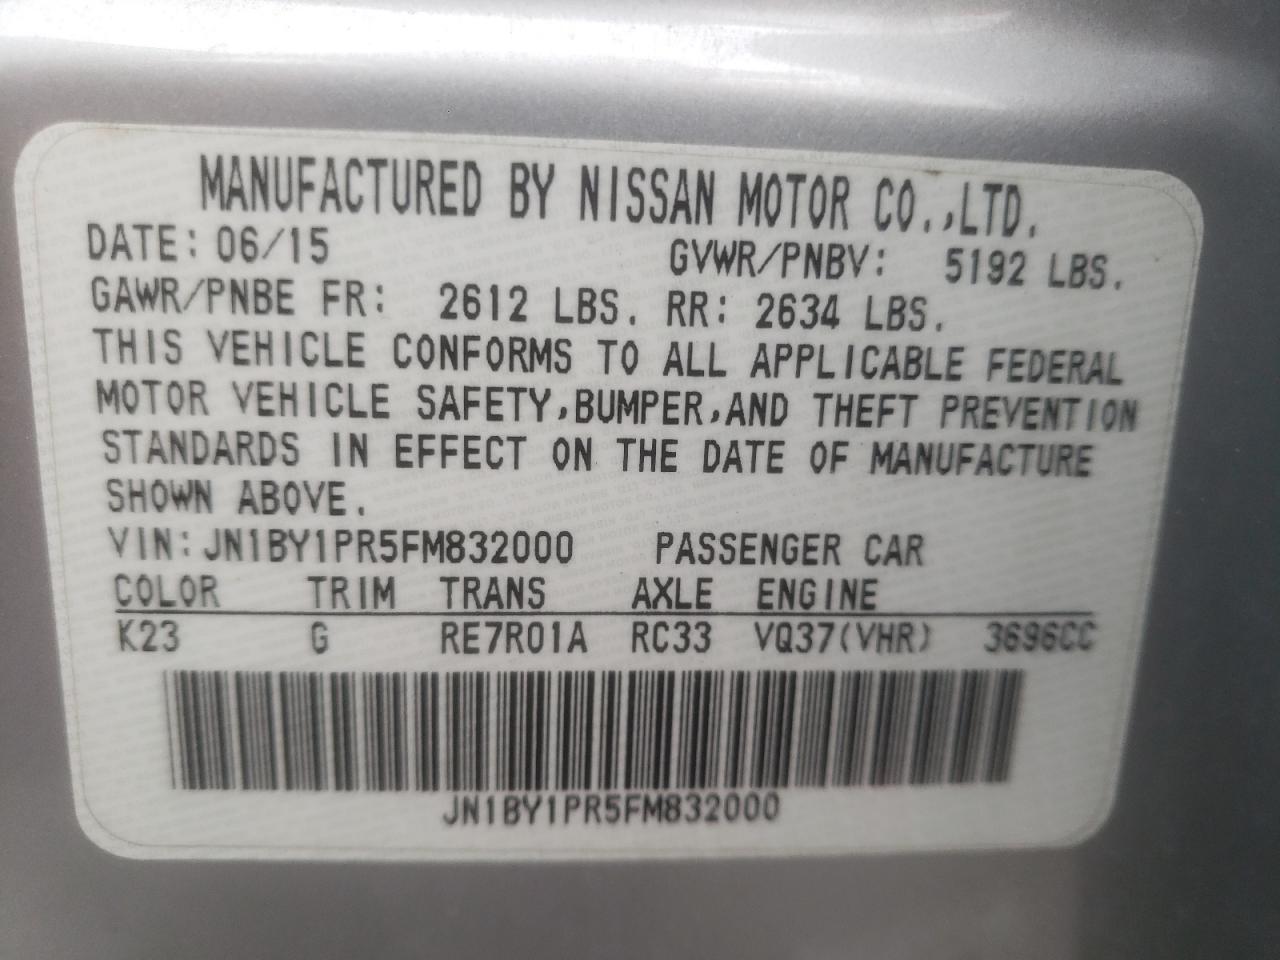 MANUFACTURED BY NISSAN MOTOR CO.,LTD.
DATE: 06/15 GVWR/PNBV: 5192 LBS.
GAWR/PNBE FR: 2612 LBS. RR: 2634 LBS.
THIS VEHICLE CONFORMS TO ALL APPLICABLE FEDERAL
MOTOR VEHICLE SAFETY,BUMPER,AND THEFT PREVENTION
STANDARDS IN EFFECT ON THE DATE OF MANUFACTURE
SHOWN ABOVE.
VIN: JN1BY1PR5FM832000 PASSENGER CAR
COLOR TRIM TRANS AXLE ENGINE
K23 G RE7R01A RC33 VQ37(VHR) 3696CC
JN1BY1PR5FM832000